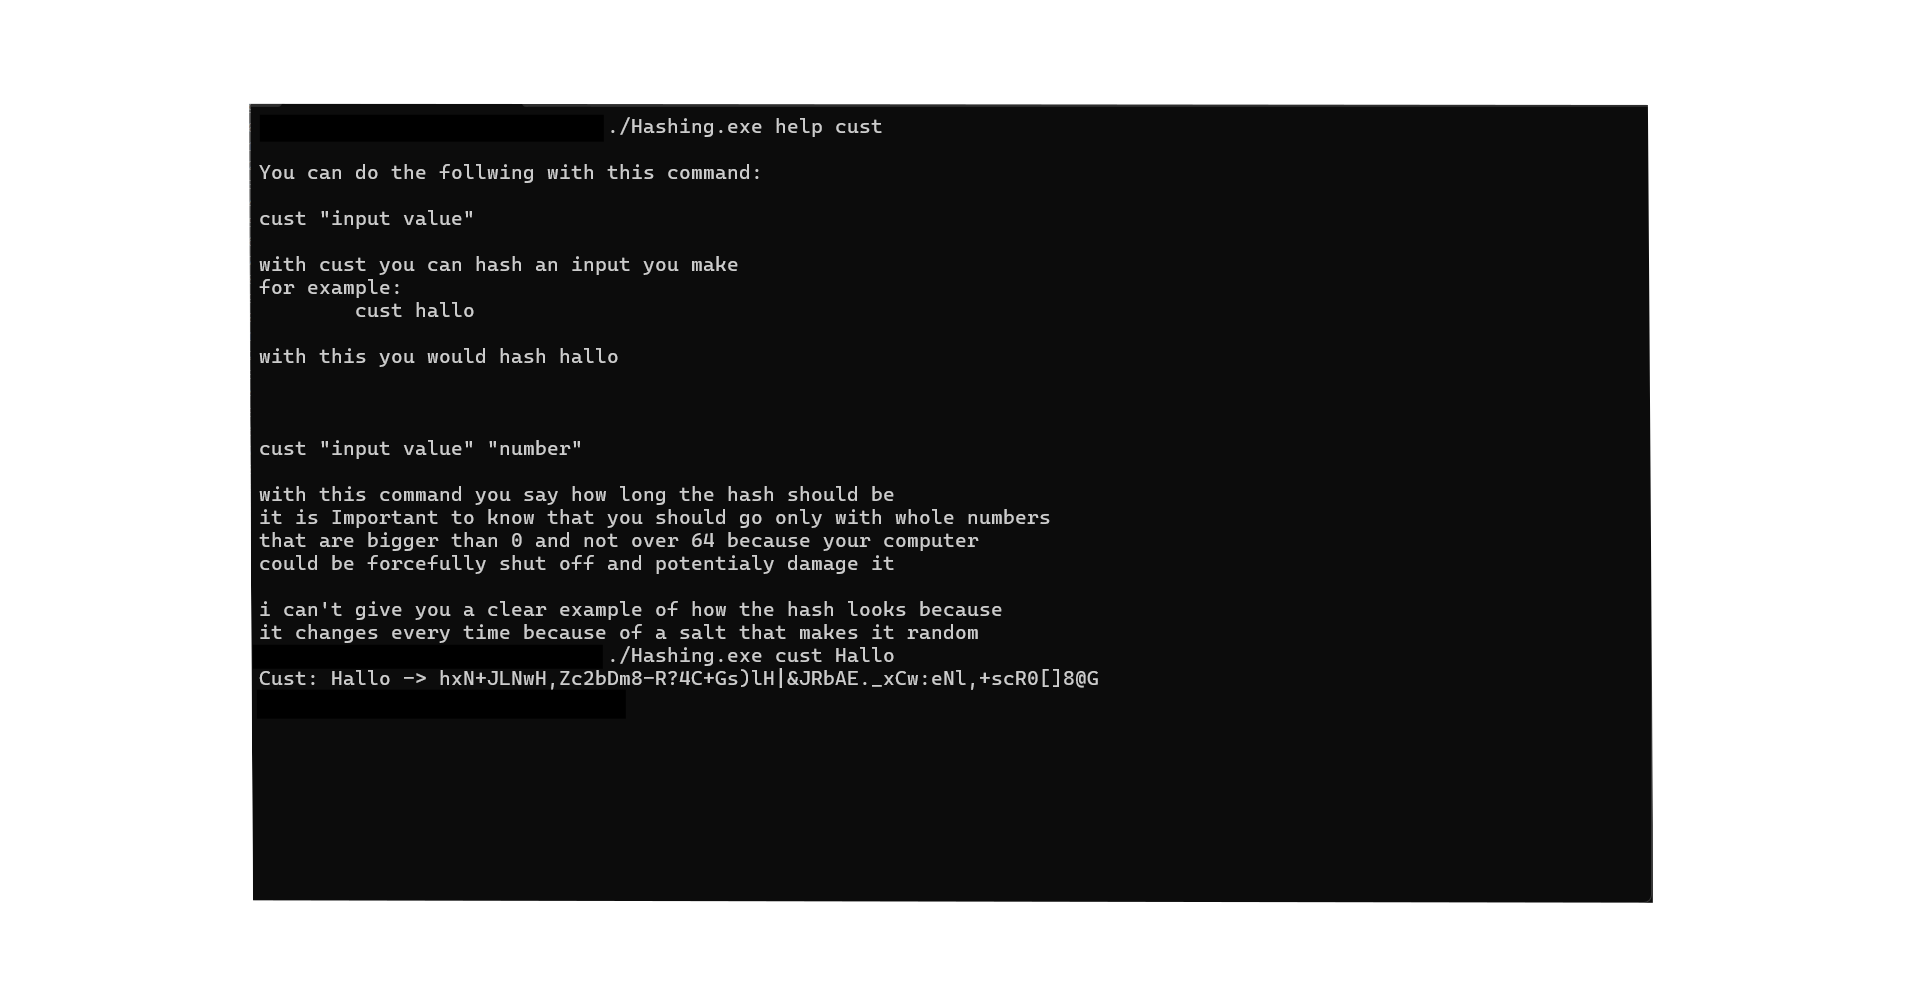 ./Hashing.exe help cust
You can do the follwing with this command:
cust "input value"
with cust you can hash an input you make
for example:
cust hallo
with this you would hash hallo
cust "input value" "number"
with this command you say how long the hash should be
it is Important to know that you should go only with whole numbers
that are bigger than 0 and not over 64 because your computer
could be forcefully shut off and potentialy damage it
i can't give you a clear example of how the hash looks because
it changes every time because of a salt that makes it random
./Hashing.exe cust Hallo
Cust: Hallo -> hxN+JLNwH,Zc2bDm8-R?4C+Gs)lH|&JRbAE._xCw:eNl,+scR0[]8@G